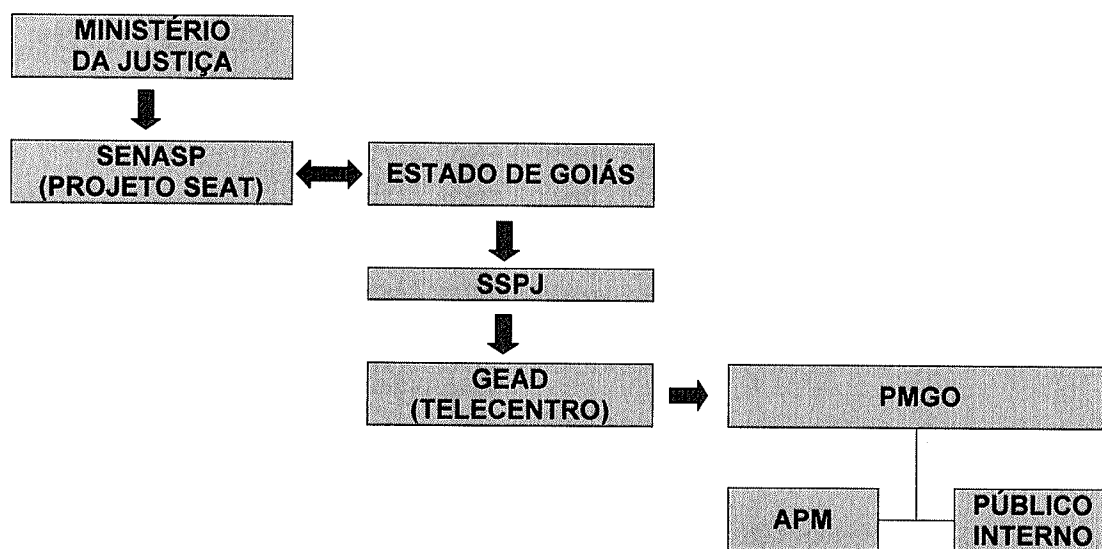 MINISTÉRIO
DA JUSTIÇA
SENASP
(PROJETO SEAT)
ESTADO DE GOIÁS
SSPJ
GEAD
(TELECENTRO)
PMGO
APM
PÚBLICO
INTERNO